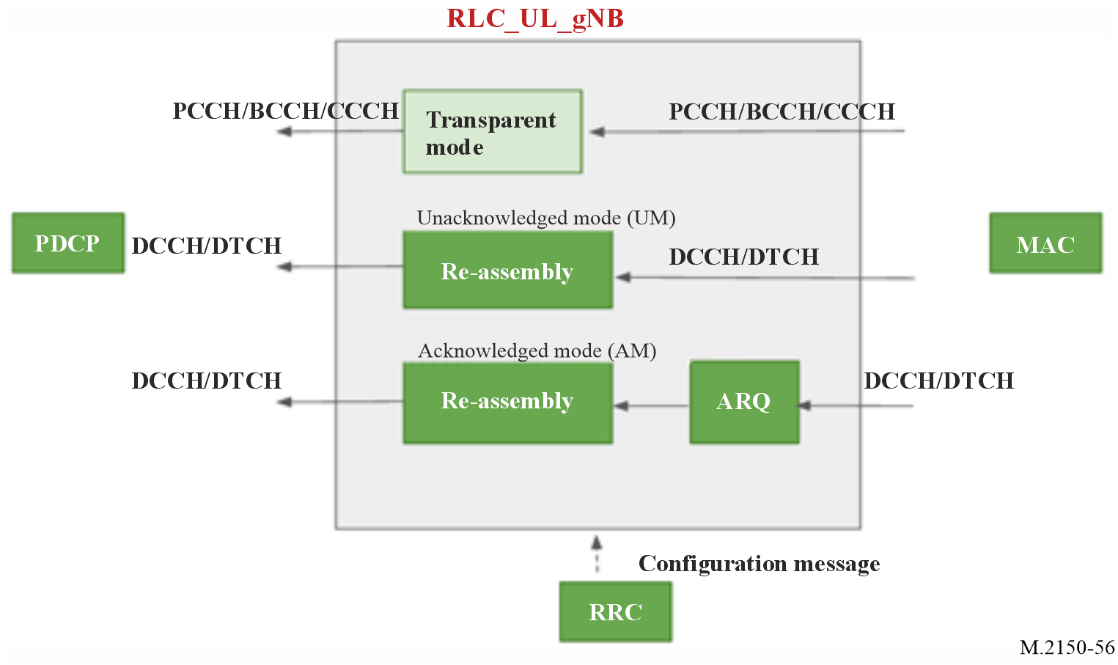 RLC_UL_gNB
PCCH/BCCH/CCCH
Transparent
mode
PCCH/BCCH/CCCH
Unacknowledged mode (UM)
PDCP
DCCH/DTCH
Re-assembly
DCCH/DTCH
MAC
Acknowledged mode (AM)
DCCH/DTCH
Re-assembly
ARQ
DCCH/DTCH
Configuration message
RRC
M.2150-56